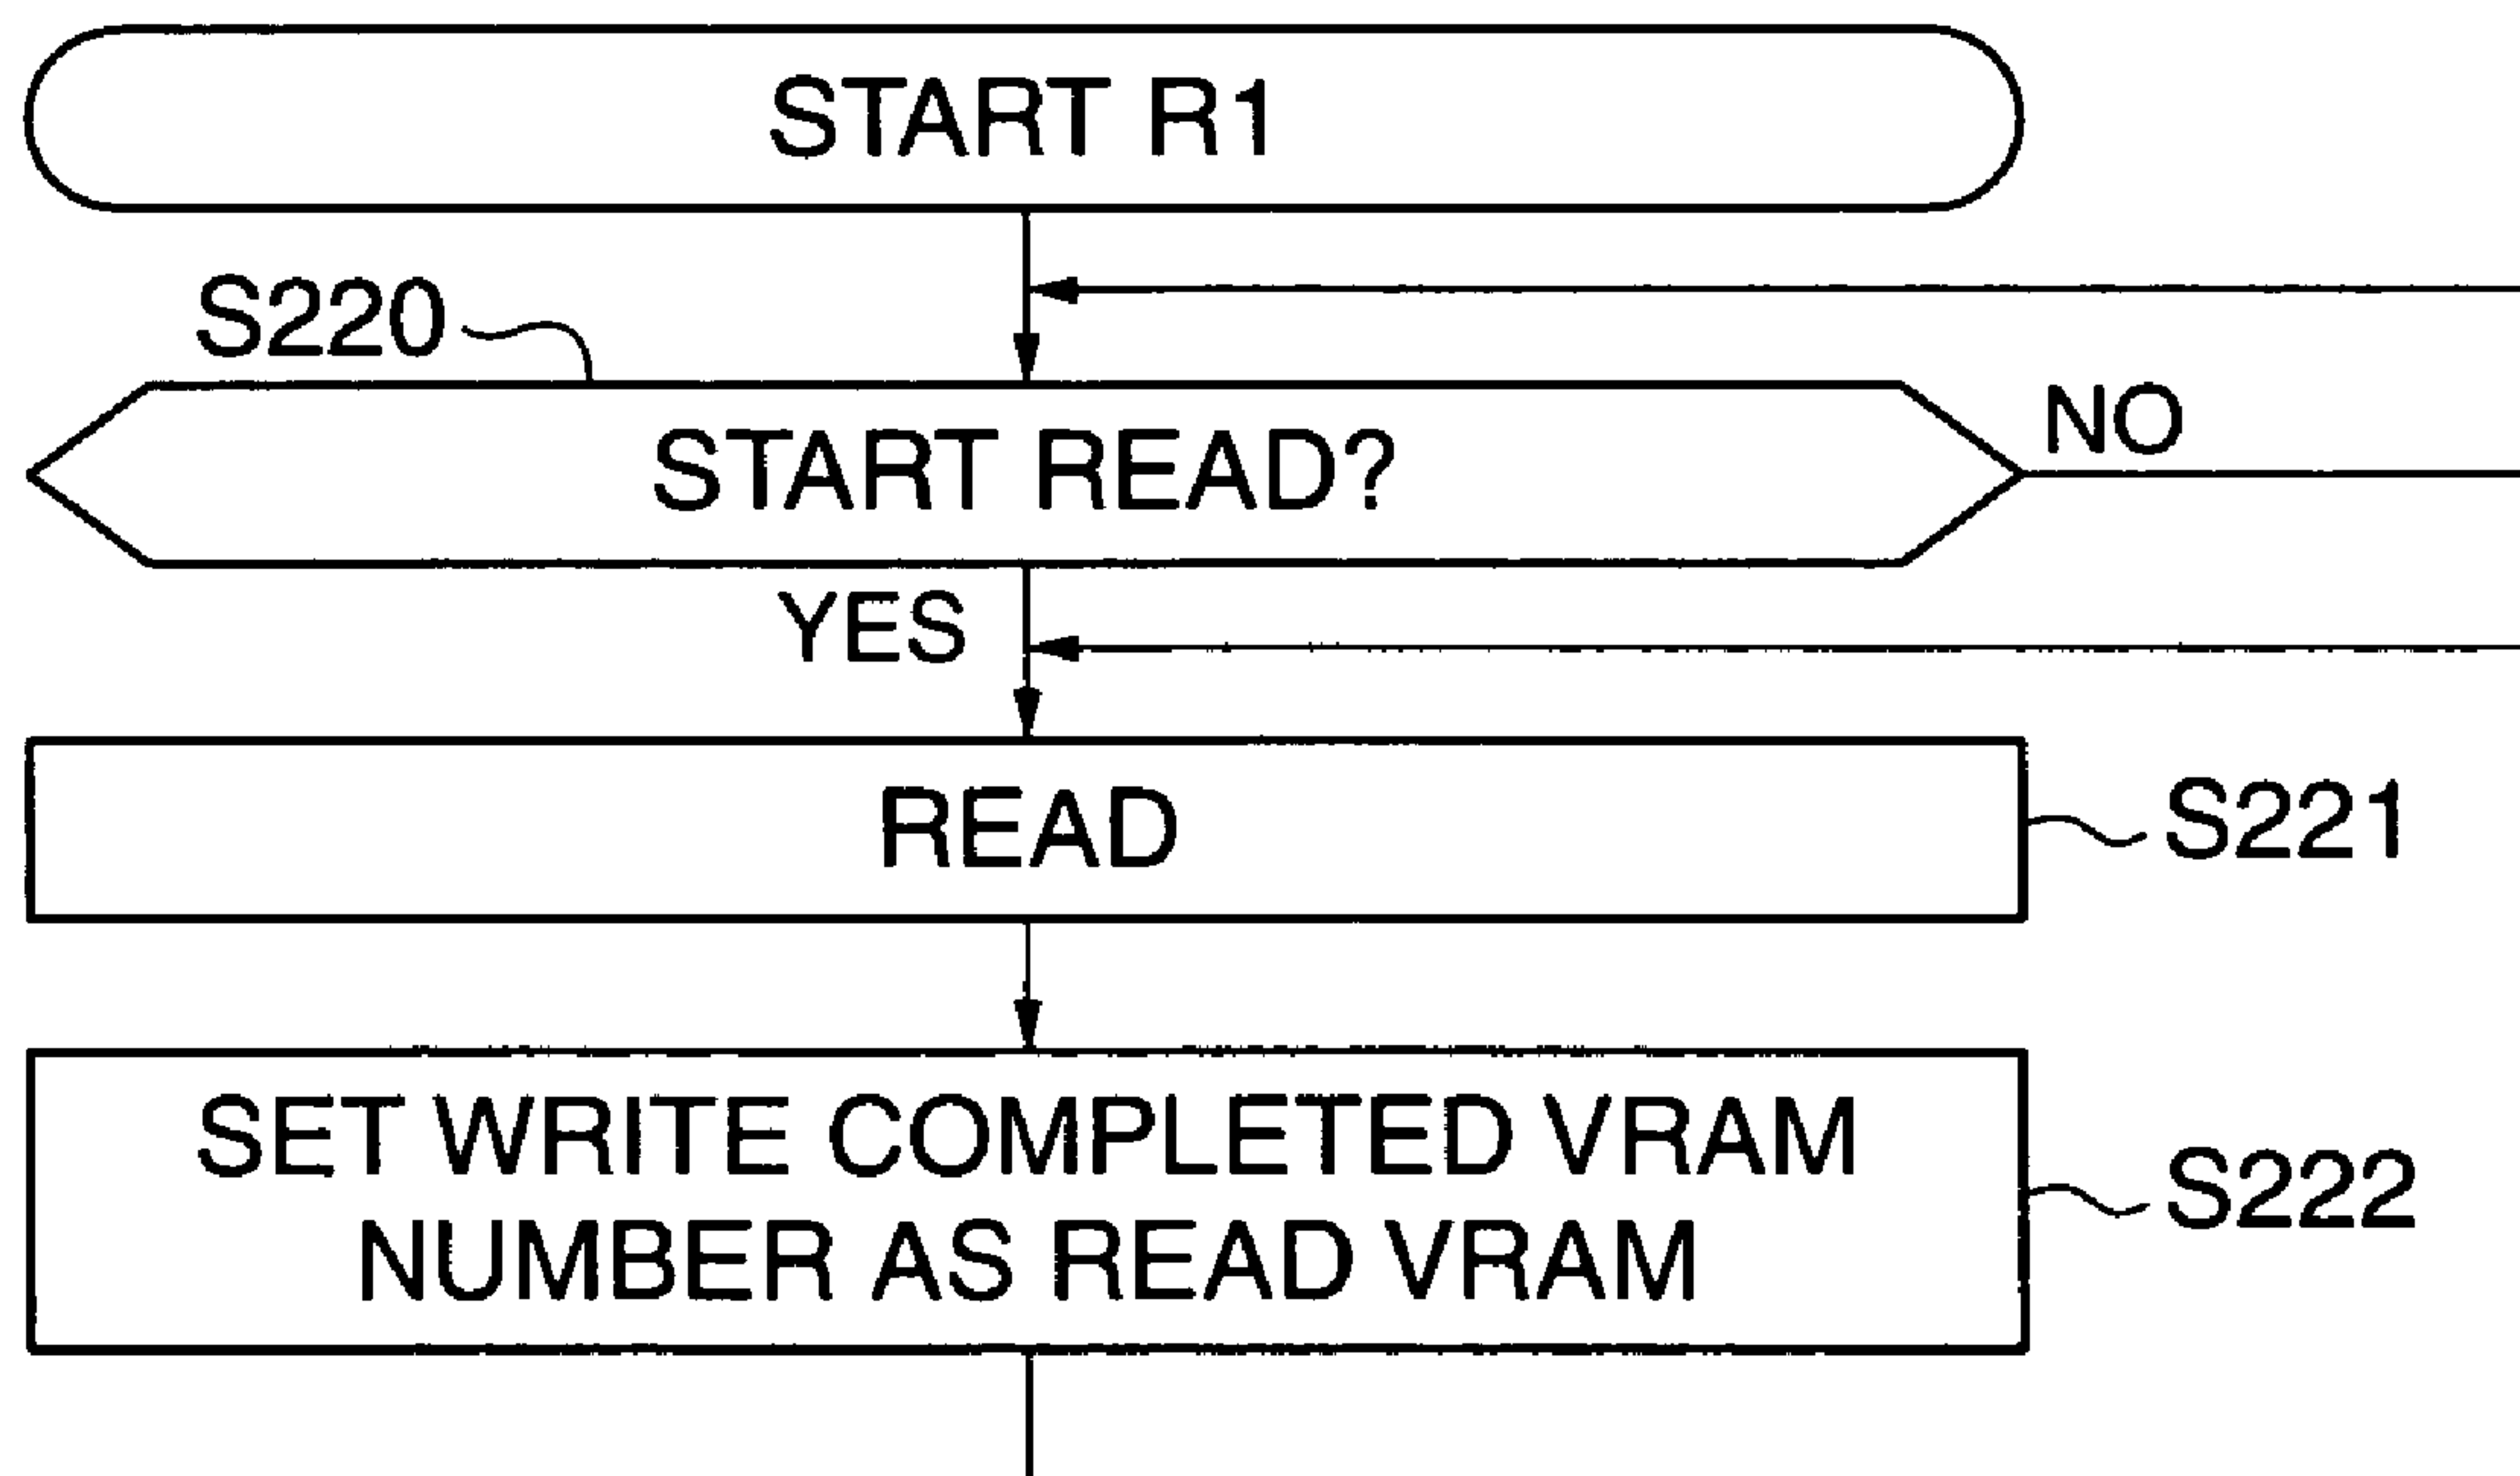 START R1
S220
START READ?
NO
YES
READ
S221
SET WRITE COMPLETED VRAM
NUMBER AS READ VRAM
S222